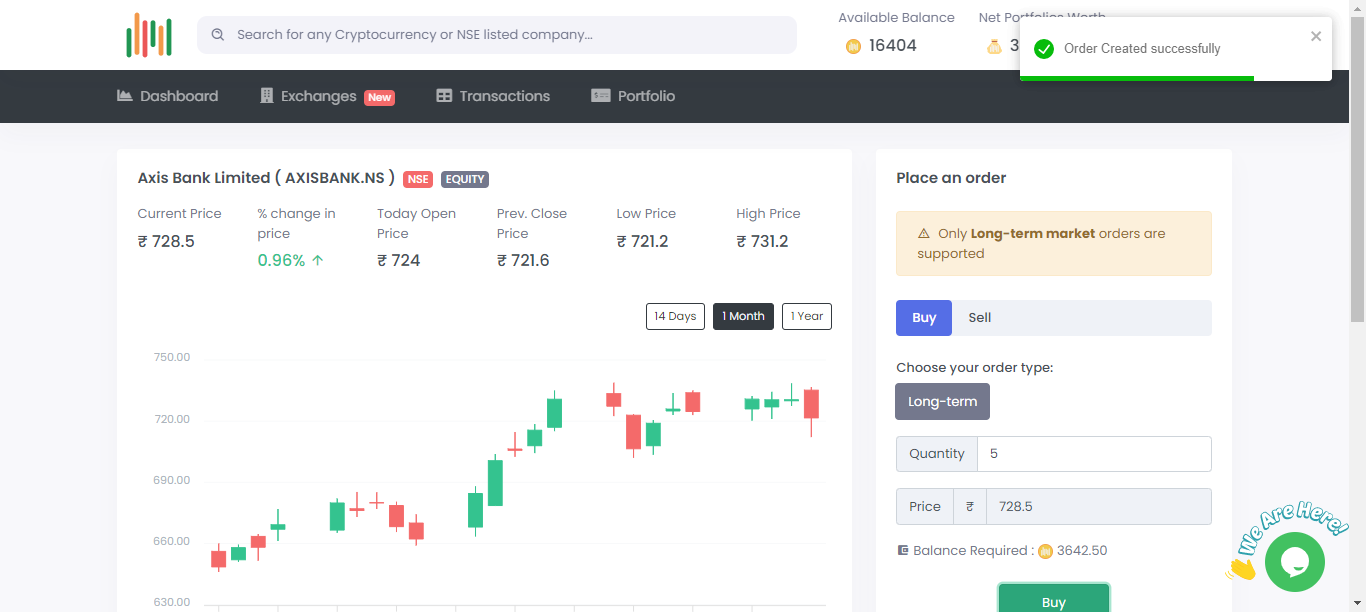 Search for any Cryptocurrency or NSE listed company...
Available Balance
16404
Net Portfolios Worth
3
Order Created successfully
Dashboard
Exchanges New
Transactions
Portfolio
Axis Bank Limited ( AXISBANK.NS ) NSE EQUITY
Current Price
₹ 728.5
% change in
price
0.96% ↑
Today Open
Price
₹ 724
Prev. Close
Price
₹ 721.6
Low Price
₹ 721.2
High Price
₹ 731.2
14 Days
1 Month
1 Year
750.00
720.00
690.00
660.00
630.00
Place an order
Only Long-term market orders are
supported
Buy
Sell
Choose your order type:
Long-term
Quantity 5
Price ₹ 728.5
Balance Required : 3642.50
Buy
We Are Here!